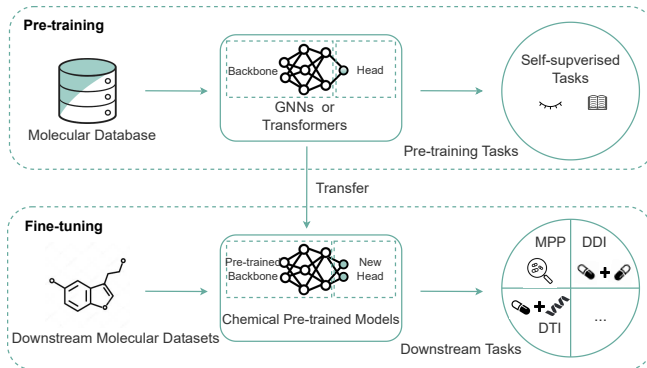 Pre-training
Backbone
Head
Molecular Database
GNNs or
Transformers
Self-supverised
Tasks
Pre-training Tasks
Transfer
Fine-tuning
Pre-trained
Backbone
New
Head
Downstream Molecular Datasets
Chemical Pre-trained Models
MPP
DDI
DTI
...
Downstream Tasks